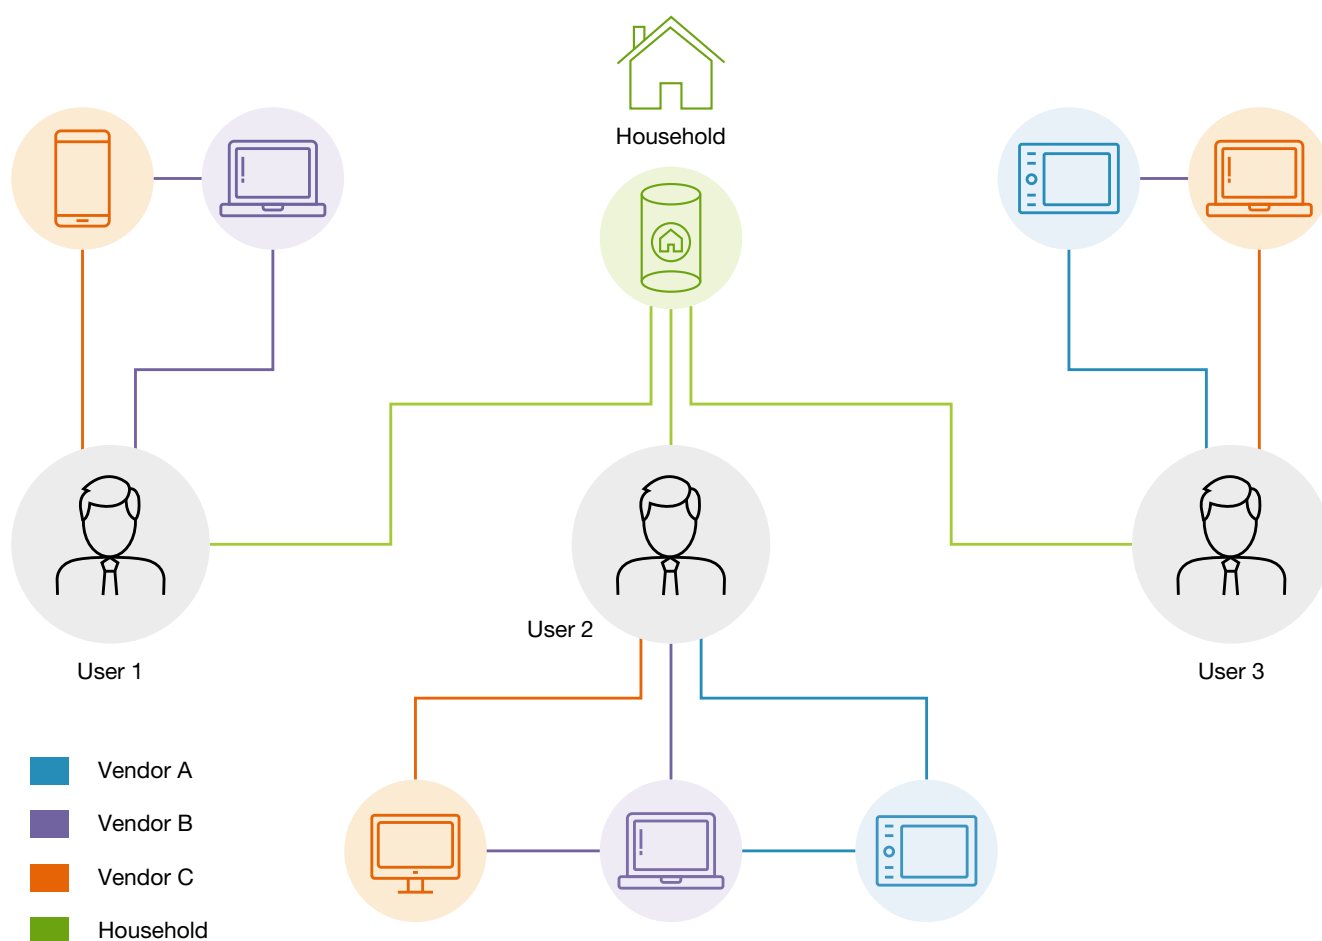 Household
User 2
User 1
User 3
Vendor A
Vendor B
Vendor C
Household